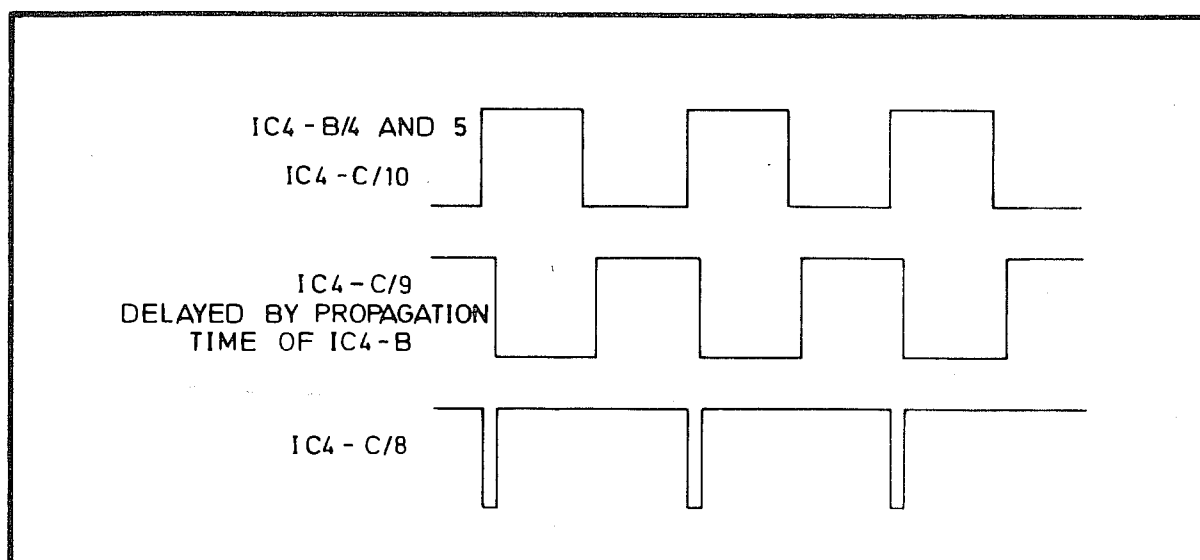 IC4-B/4 AND 5
IC4-C/10
IC4-C/9
DELAYED BY PROPAGATION
TIME OF IC4-B
IC4-C/8